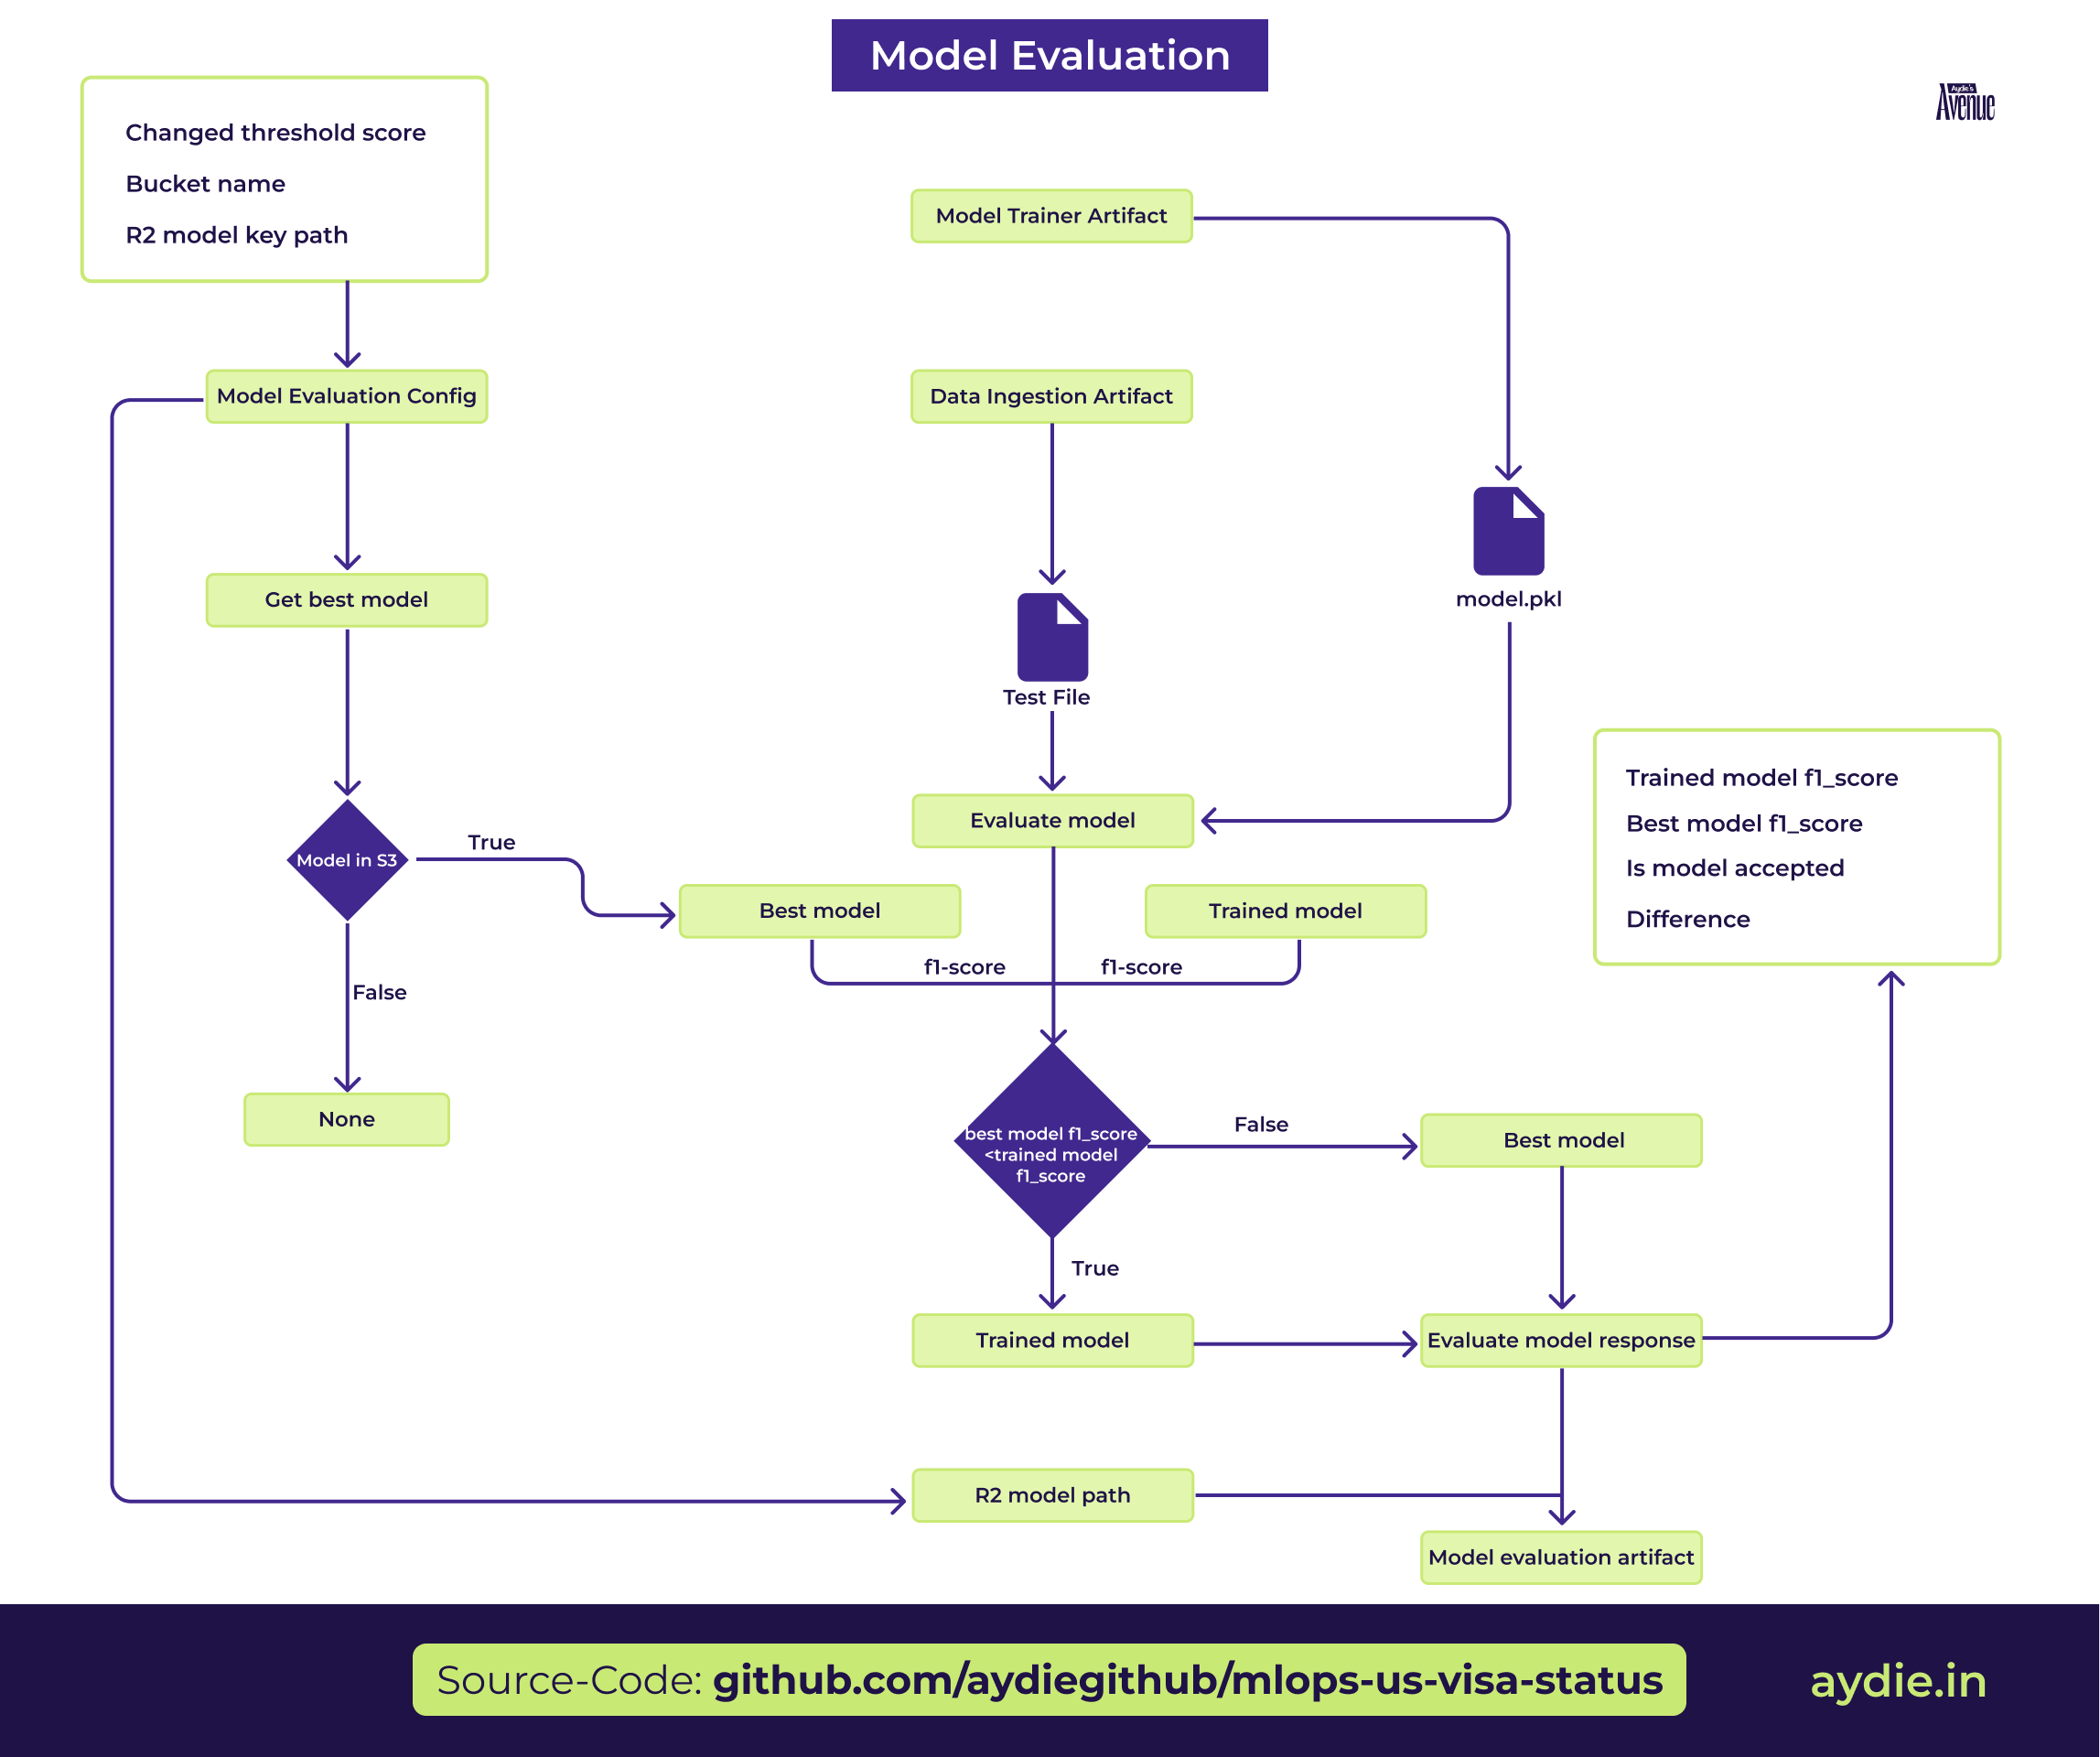 Model Evaluation
Aydie's
Avenue
Changed threshold score
Bucket name
R2 model key path
Model Trainer Artifact
Model Evaluation Config
Data Ingestion Artifact
Get best model
model.pkl
Test File
Trained model f1_score
Best model f1_score
Is model accepted
Difference
Evaluate model
Model in S3
True
Best model
Trained model
f1-score
f1-score
False
None
best model f1_score
<trained model
f1_score
False
Best model
True
Trained model
Evaluate model response
R2 model path
Model evaluation artifact
Source-Code: github.com/aydiegithub/mlops-us-visa-status
aydie.in